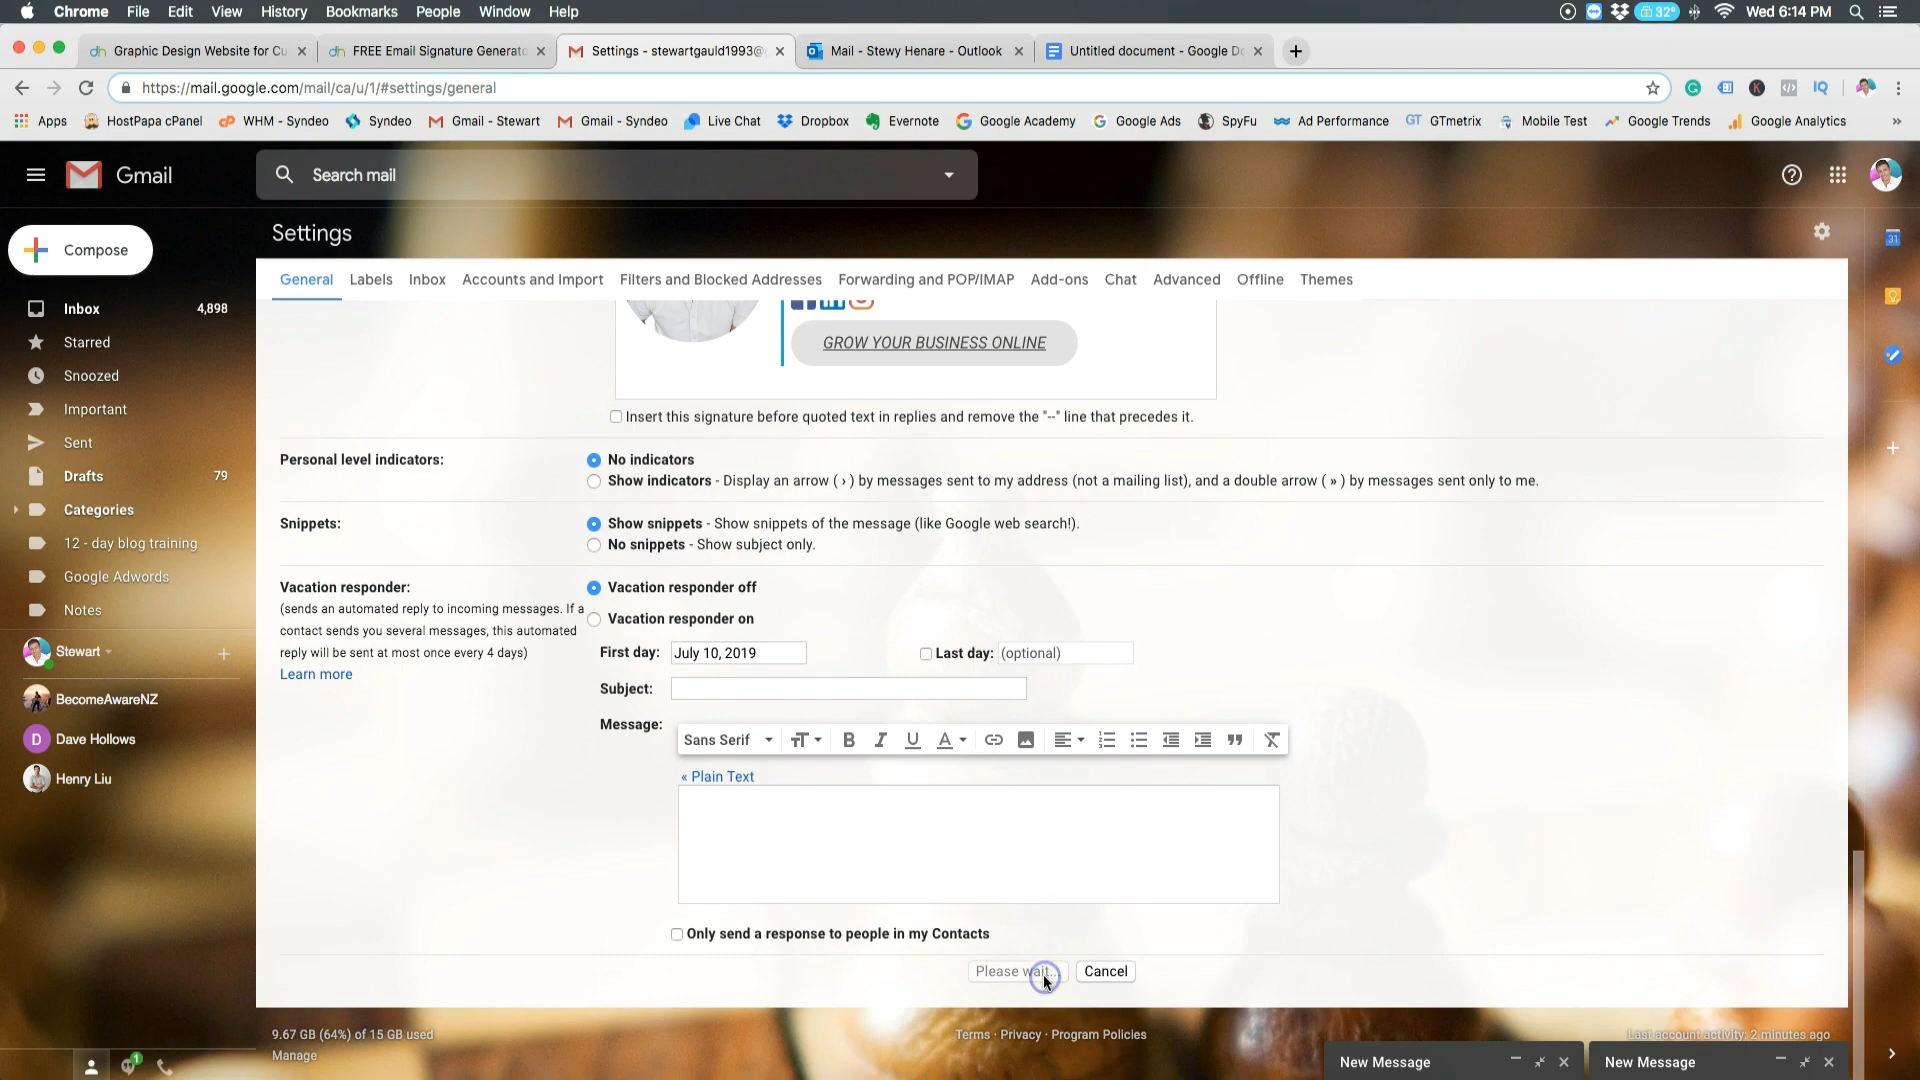 Chrome File Edit View History Bookmarks People Window Help
32° Wed 6:14 PM
Graphic Design Website for Cu
FREE Email Signature Generato
Settings - stewartgauld1993@
Mail - Stewy Henare - Outlook
Untitled document - Google Do
https://mail.google.com/mail/ca/u/1/#settings/general
Apps HostPapa cPanel WHM - Syndeo Syndeo Gmail - Stewart Gmail - Syndeo Live Chat Dropbox Evernote Google Academy Google Ads SpyFu Ad Performance GTmetrix Mobile Test Google Trends Google Analytics »
Gmail
Search mail
Compose
Settings
General Labels Inbox Accounts and Import Filters and Blocked Addresses Forwarding and POP/IMAP Add-ons Chat Advanced Offline Themes
Inbox 4,898
Starred
Snoozed
Important
Sent
Drafts 79
Categories
12 - day blog training
Google Adwords
Notes
Stewart
BecomeAwareNZ
D Dave Hollows
Henry Liu
GROW YOUR BUSINESS ONLINE
Insert this signature before quoted text in replies and remove the "--" line that precedes it.
Personal level indicators:
No indicators
Show indicators - Display an arrow ( › ) by messages sent to my address (not a mailing list), and a double arrow ( » ) by messages sent only to me.
Snippets:
Show snippets - Show snippets of the message (like Google web search!).
No snippets - Show subject only.
Vacation responder:
(sends an automated reply to incoming messages. If a
contact sends you several messages, this automated
reply will be sent at most once every 4 days)
Learn more
Vacation responder off
Vacation responder on
First day: July 10, 2019 Last day: (optional)
Subject:
Message:
Sans Serif
« Plain Text
Only send a response to people in my Contacts
Please wait... Cancel
9.67 GB (64%) of 15 GB used
Manage
Terms · Privacy · Program Policies
Last account activity: 2 minutes ago
New Message
New Message
31
1